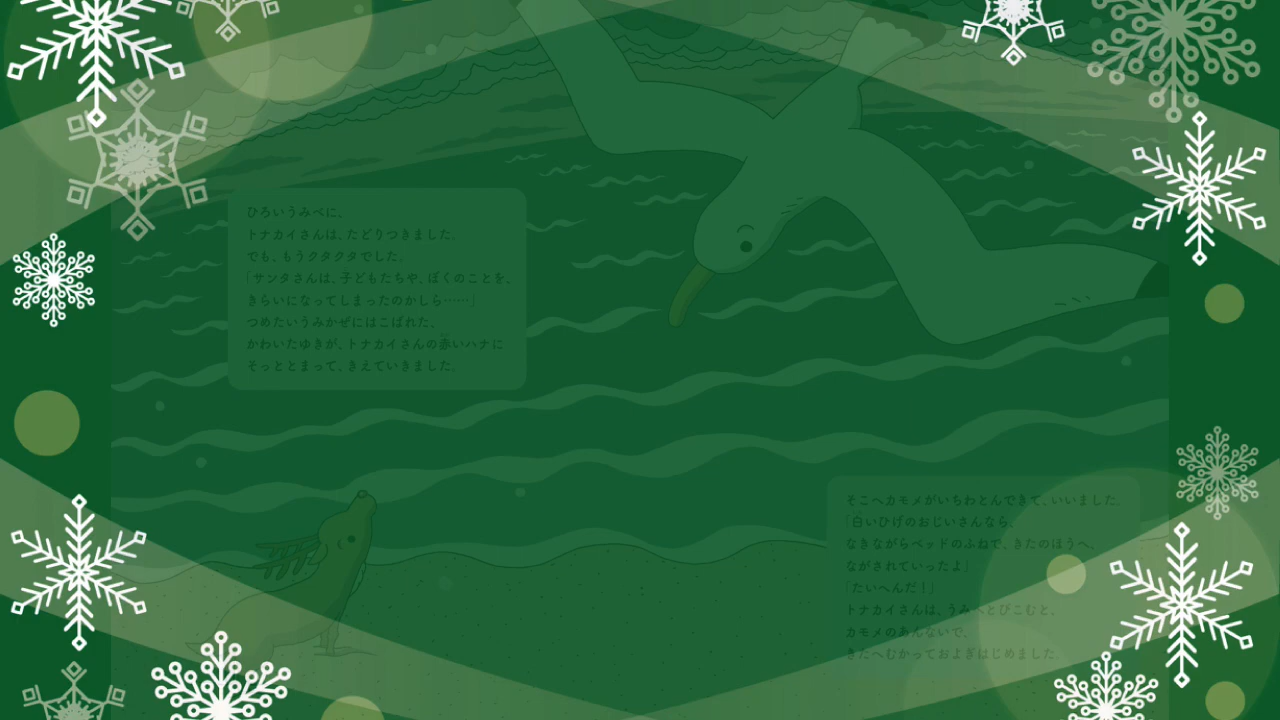 ひろいうみべに、
トナカイさんは、たどりつきました。
でも、もうクタクタでした。
「サンタさんは、子どもたちや、ぼくのことを、
きらいになってしまったのかしら……」
つめたいうみかぜにはこばれた、
かわいたゆきが、トナカイさんの赤いハナに
そっととまって、きえていきました。
そこへカモメがいちわとんできて、いいました。
「白いひげのおじいさんなら、
なきながらベッドのふねで、きたのほうへ、
ながされていったよ」
「たいへんだ！」
トナカイさんは、うみへととびこむと、
カモメのあんないで、
きたへむかっておよぎはじめました。